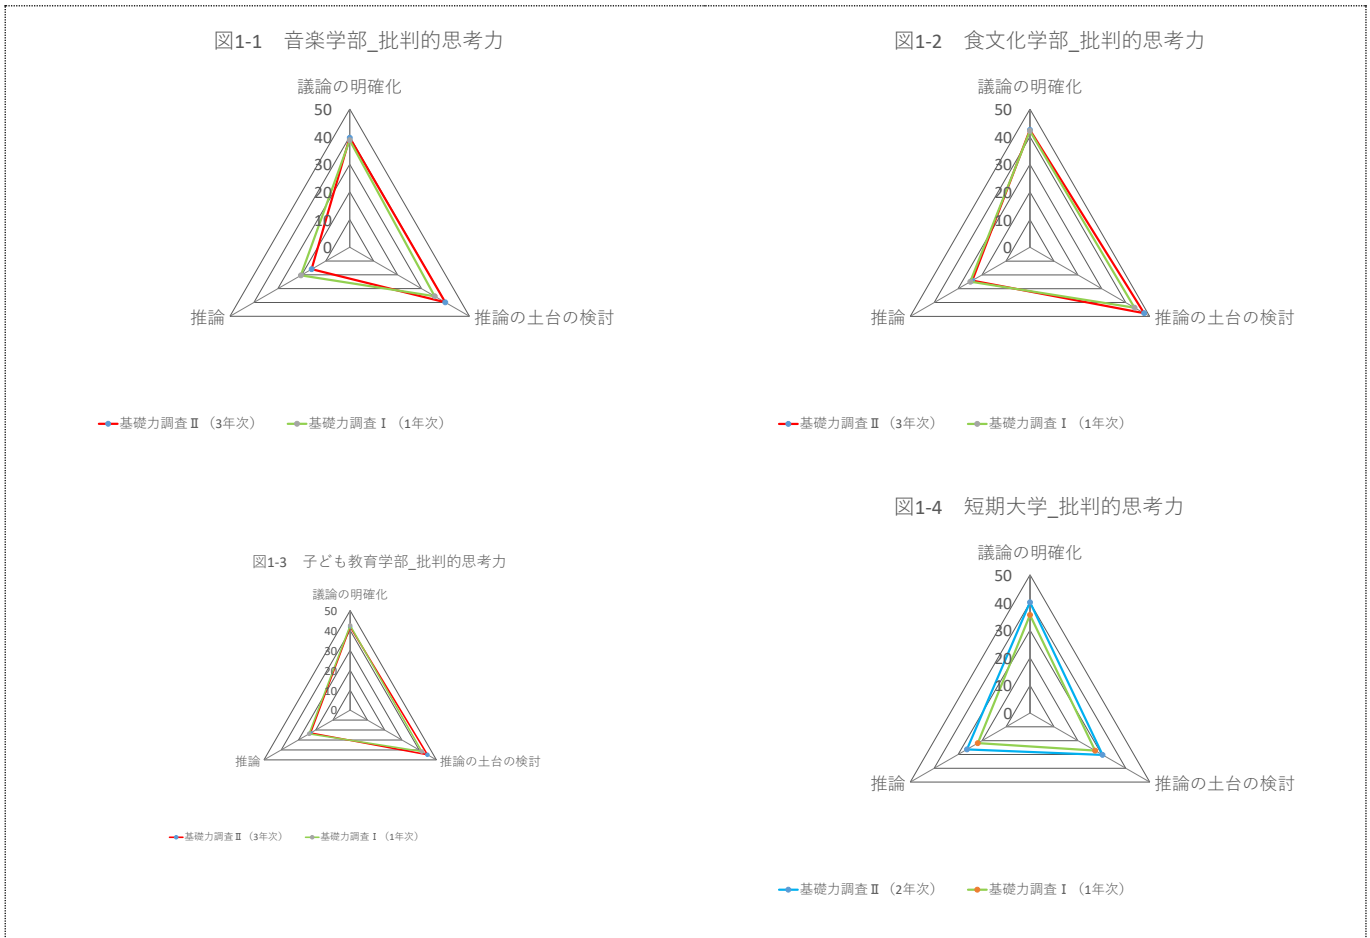 図1-1 音楽学部_批判的思考力
議論の明確化
50
40
30
20
10
0
推論
推論の土台の検討
基礎力調査Ⅱ（3年次）
基礎力調査Ⅰ（1年次）
図1-2 食文化学部_批判的思考力
議論の明確化
50
40
30
20
10
0
推論
推論の土台の検討
基礎力調査Ⅱ（3年次）
基礎力調査Ⅰ（1年次）
図1-3 子ども教育学部_批判的思考力
議論の明確化
50
40
30
20
10
0
推論
推論の土台の検討
基礎力調査Ⅱ（3年次）
基礎力調査Ⅰ（1年次）
図1-4 短期大学_批判的思考力
議論の明確化
50
40
30
20
10
0
推論
推論の土台の検討
基礎力調査Ⅱ（2年次）
基礎力調査Ⅰ（1年次）